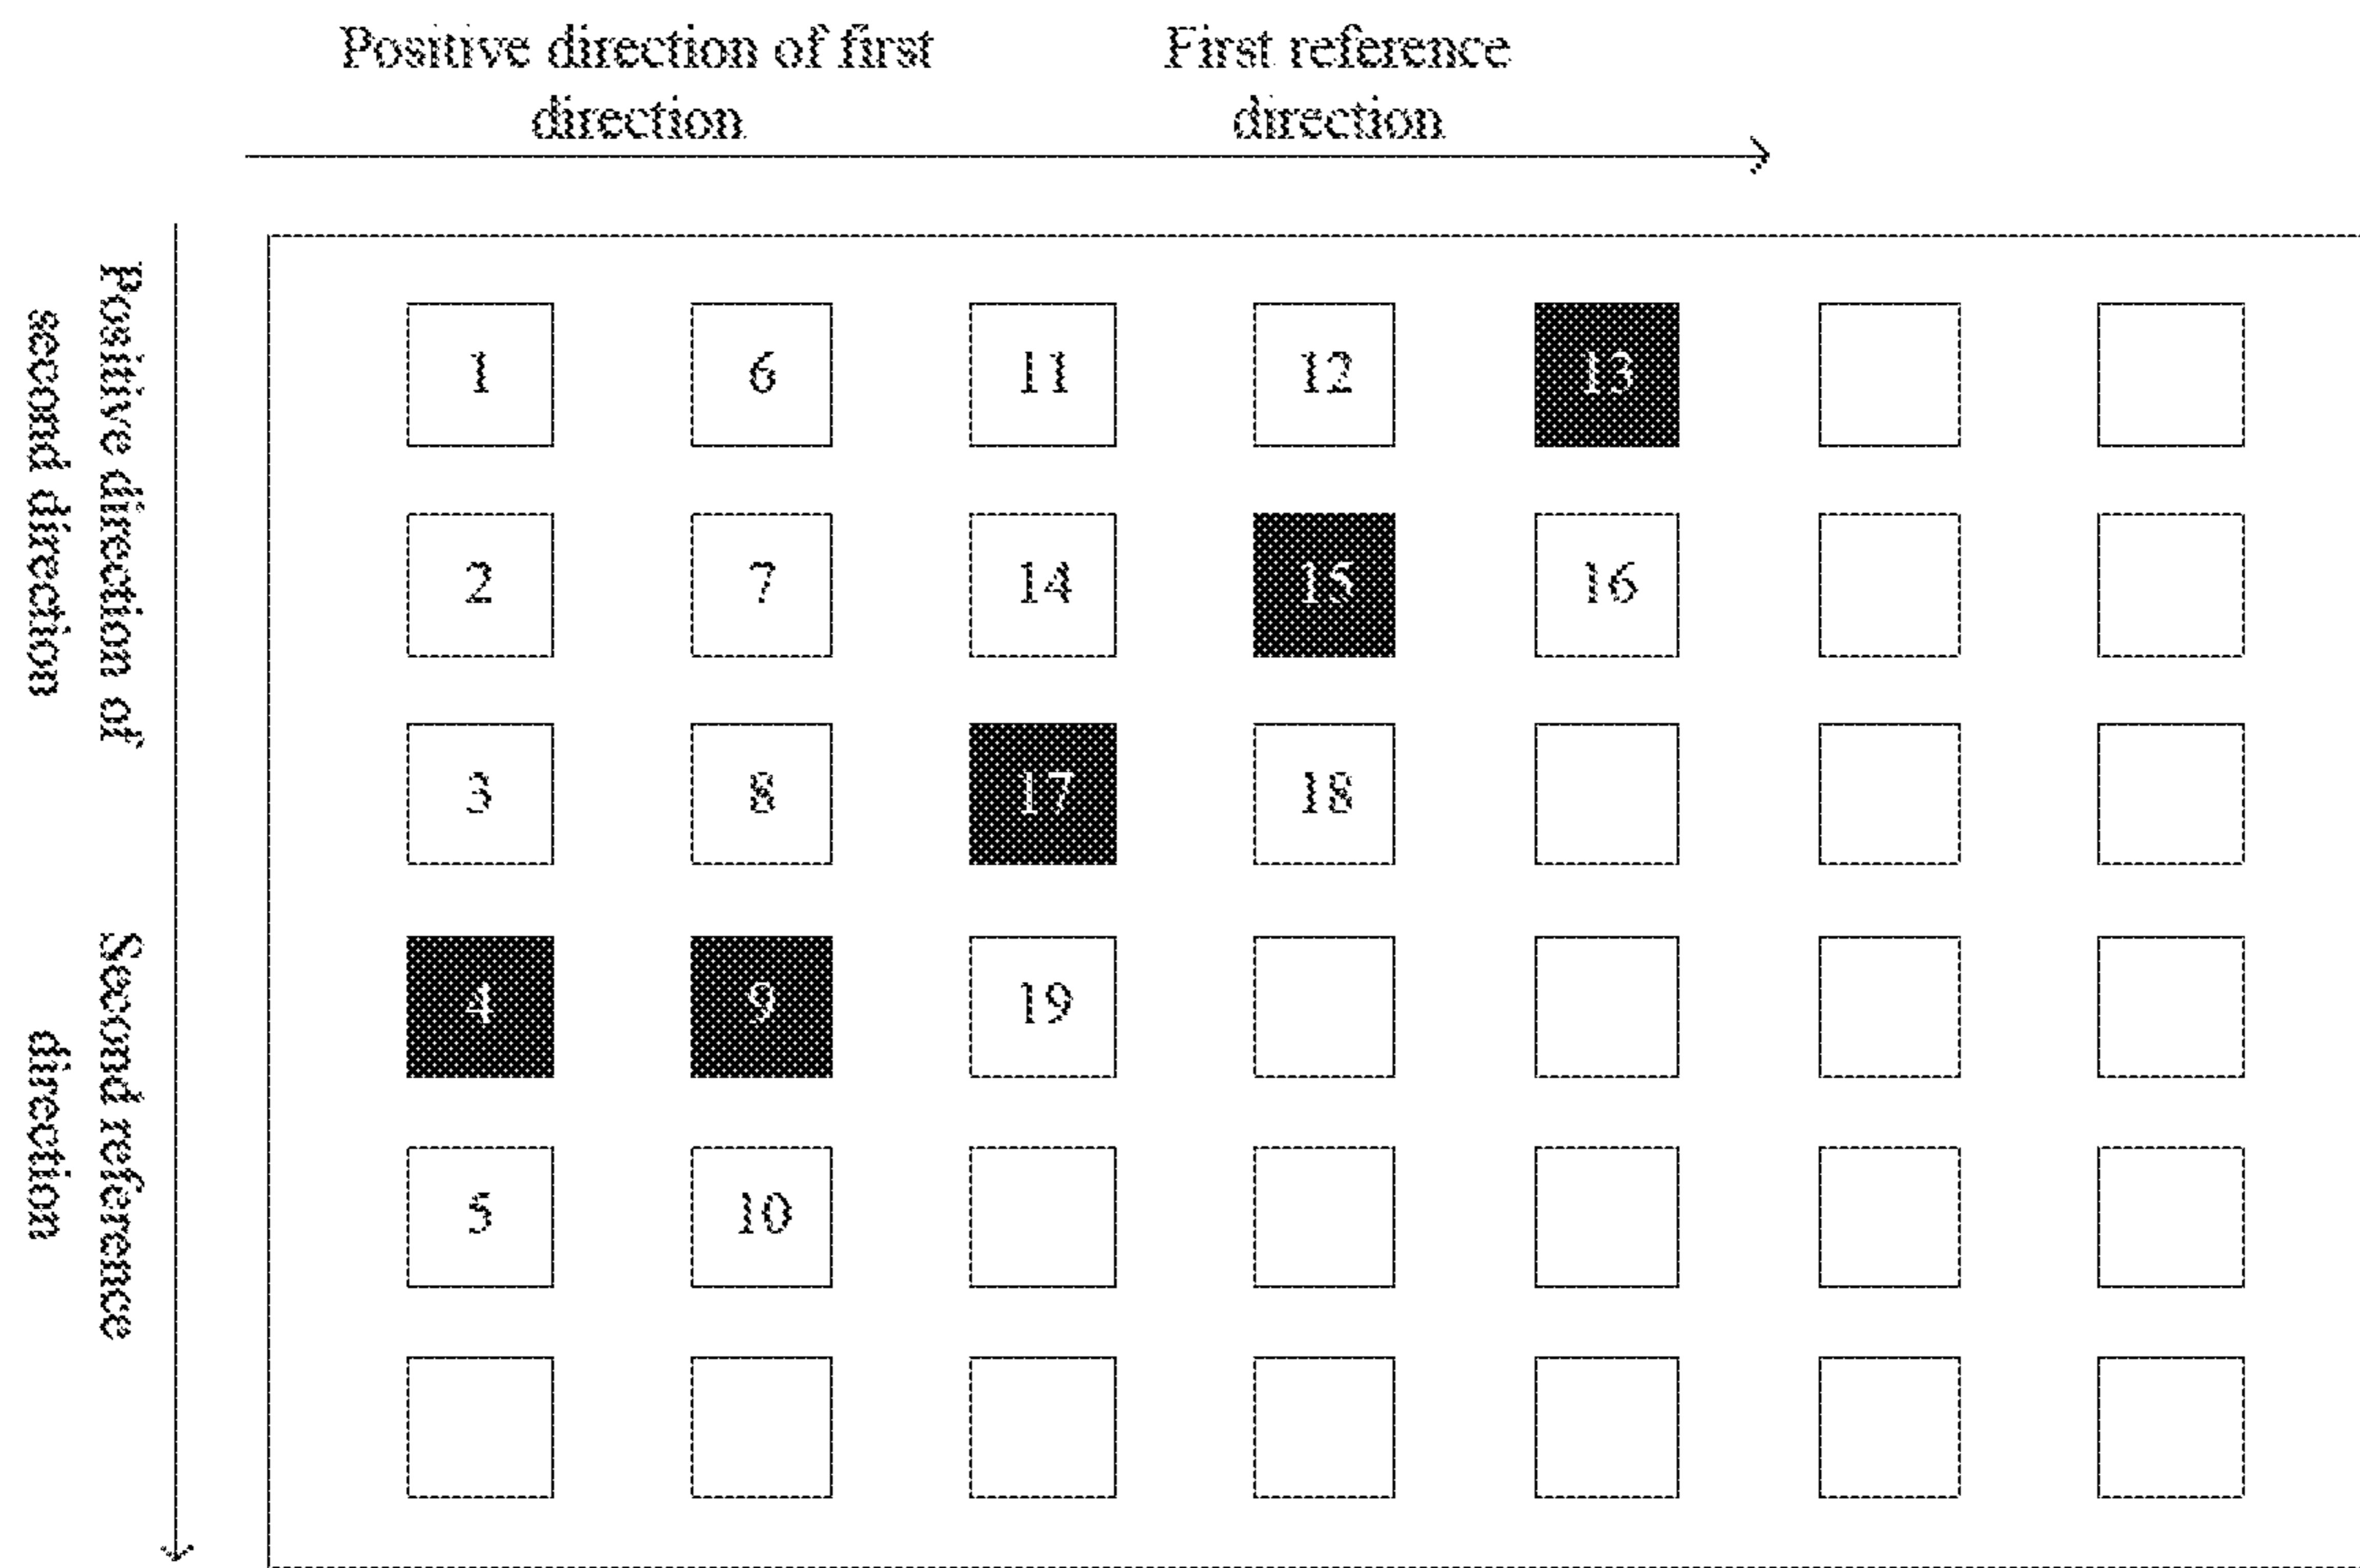 Positive direction of first
direction
First reference
direction
Positive direction of
second direction
Second reference
direction
1 6 11 12 13
2 7 14 15 16
3 8 17 18
4 9 19
5 10